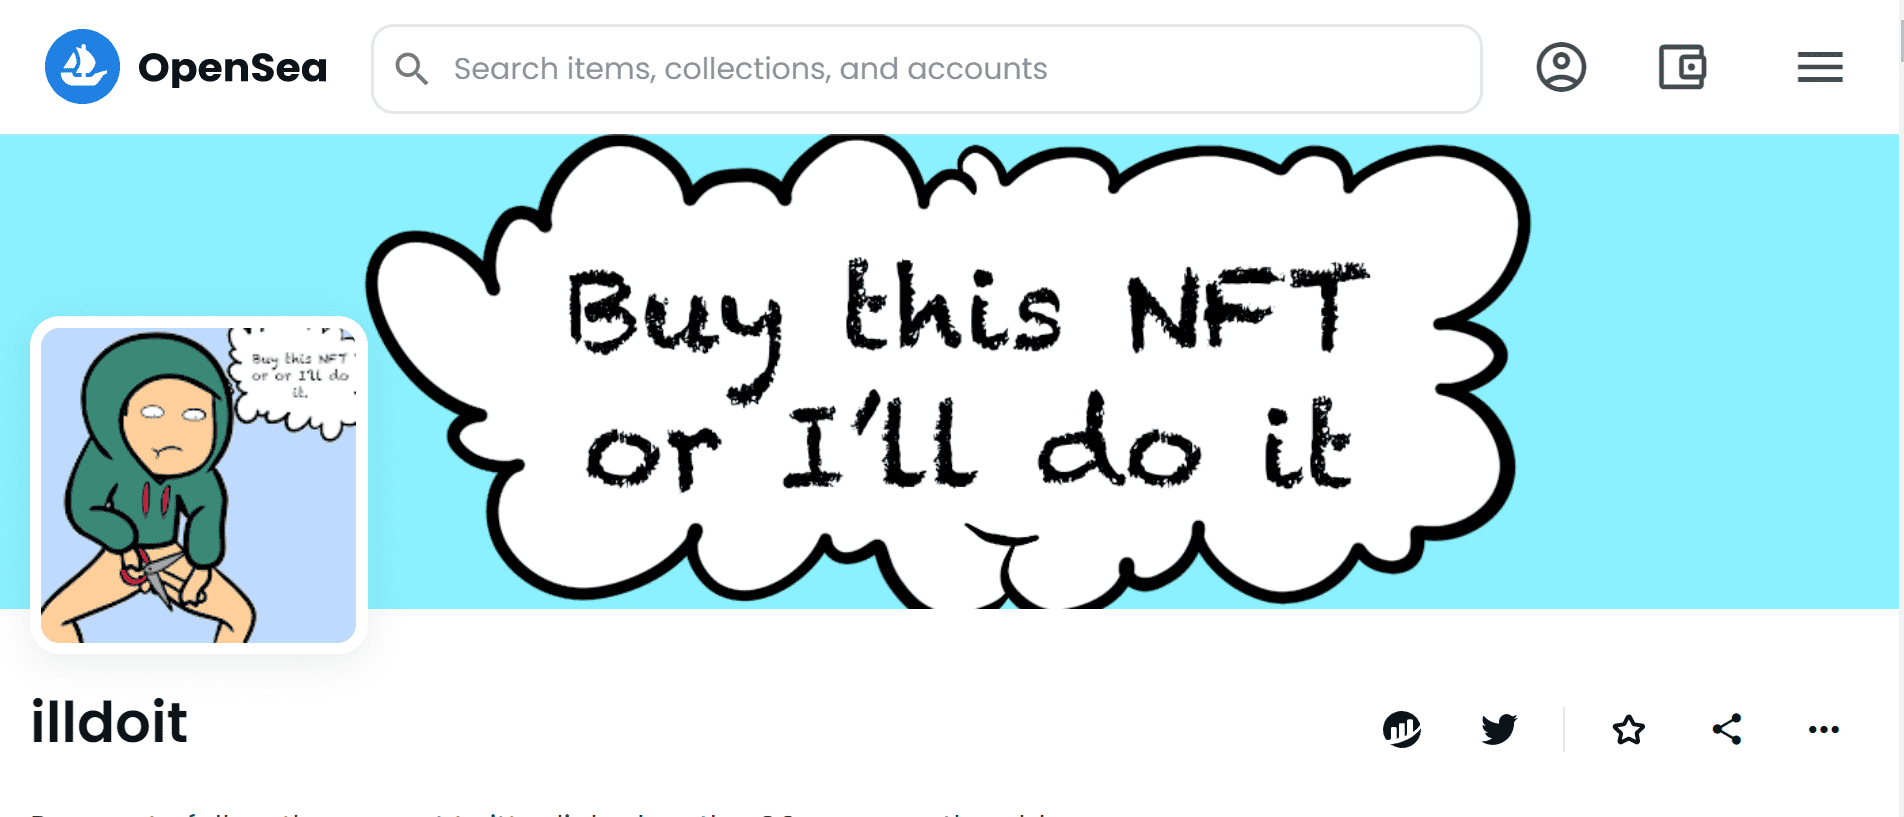 OpenSea
Search items, collections, and accounts
Buy this NFT
or I'll do it
Buy this NFT
or or I'll do
it.
illdoit